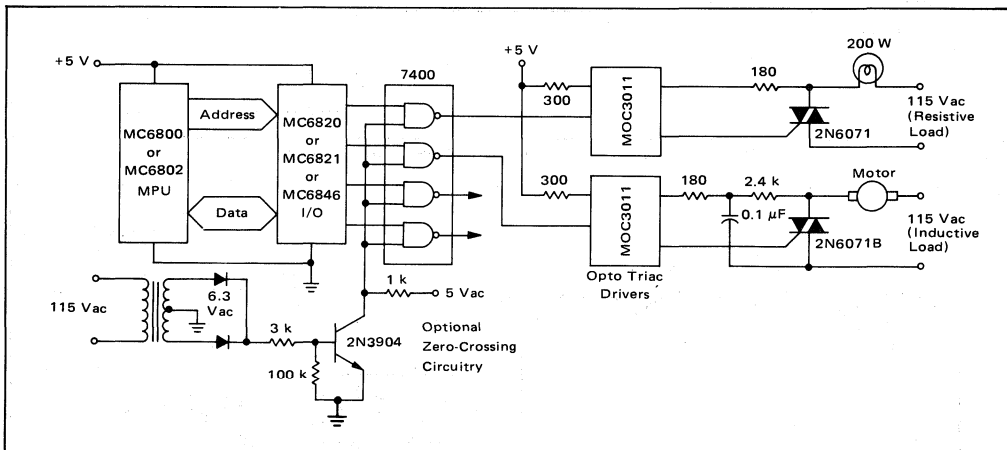 +5 V
MC6800
or
MC6802
MPU
Address
Data
MC6820
or
MC6821
or
MC6846
I/O
7400
+5 V
300
MOC3011
180
200 W
2N6071
115 Vac
(Resistive
Load)
300
MOC3011
180
2.4 k
0.1 μF
Motor
2N6071B
115 Vac
(Inductive
Load)
Opto Triac
Drivers
1 k
5 Vac
115 Vac
6.3
Vac
3 k
100 k
2N3904
Optional
Zero-Crossing
Circuitry